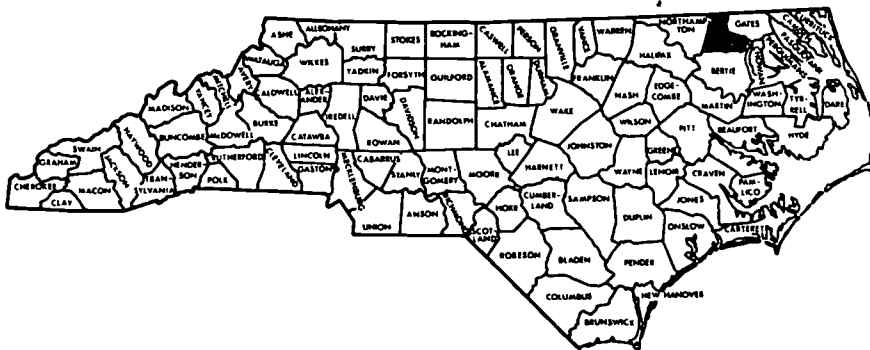 ASHE
ALLEGHANY
SURRY
STOKES
ROCKING-
HAM
CASWELL
PERSON
GRANVILLE
VANCE
WARREN
NORTHAMP
TON
GATES
CURRITUCK
CAMDEN
PASQUOTANK
PERQUIMANS
CHOWAN
HALIFAX
BERTIE
WATAUGA
WILKES
YADKIN
FORSYTH
GUILFORD
ALAMANCE
ORANGE
DURHAM
FRANKLIN
NASH
EDGE-
COMBE
MARTIN
WASH-
INGTON
TYR-
RELL
DARE
MADISON
YANCEY
MITCHELL
AVERY
CALDWELL
ALEX-
ANDER
IREDELL
DAVIE
DAVIDSON
RANDOLPH
CHATHAM
WAKE
WILSON
PITT
BEAUFORT
HYDE
HAYWOOD
BUNCOMBE
McDOWELL
BURKE
CATAWBA
ROWAN
SWAIN
GRAHAM
JACKSON
HENDER-
SON
RUTHERFORD
CLEVELAND
LINCOLN
GASTON
MECKLENBURG
CABARRUS
STANLY
MONT-
GOMERY
MOORE
LEE
HARNETT
JOHNSTON
WAYNE
GREENE
LENOIR
CRAVEN
PAM-
LICO
CHEROKEE
CLAY
MACON
TRAN-
SYLVANIA
POLK
UNION
ANSON
RICHMOND
SCOT-
LAND
HOKE
CUMBER-
LAND
SAMPSON
DUPLIN
JONES
ONSLOW
CARTERET
ROBESON
BLADEN
PENDER
COLUMBUS
NEW HANOVER
BRUNSWICK